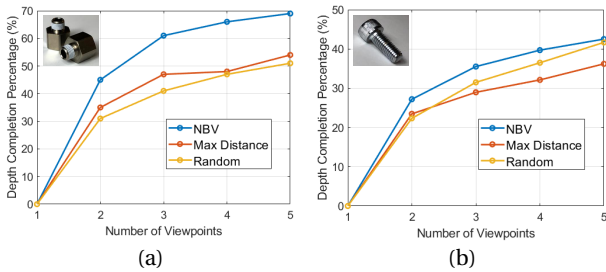 Depth Completion Percentage (%)
70
60
50
40
30
20
10
0
1
2
3
4
5
NBV
Max Distance
Random
Number of Viewpoints
(a)
Depth Completion Percentage (%)
50
40
30
20
10
0
1
2
3
4
5
NBV
Max Distance
Random
Number of Viewpoints
(b)